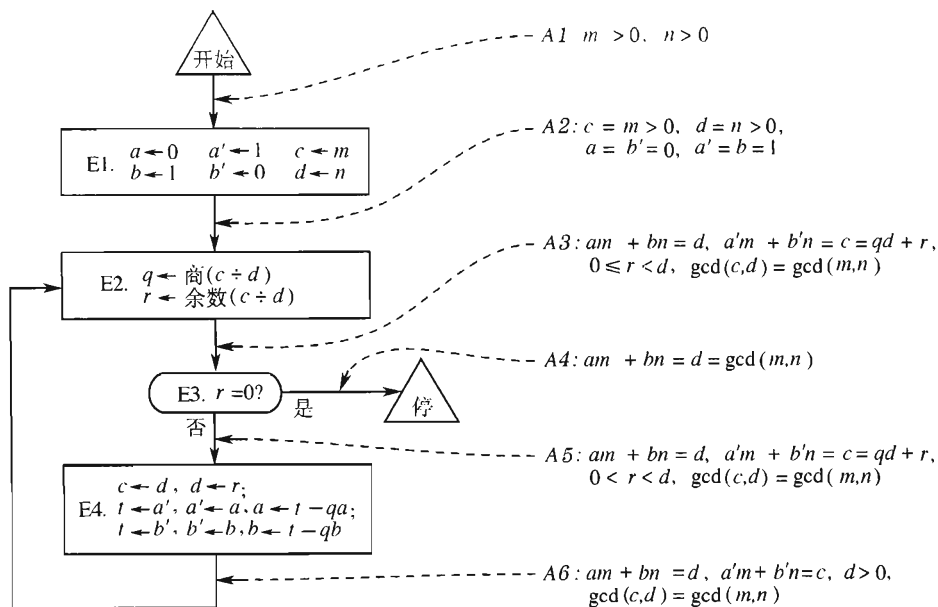 开始
A1 m > 0, n > 0
E1. a ← 0 a′ ← 1 c ← m
b ← 1 b′ ← 0 d ← n
A2: c = m > 0, d = n > 0,
a = b′ = 0, a′ = b = 1
E2. q ← 商(c ÷ d)
r ← 余数(c ÷ d)
A3: am + bn = d, a′m + b′n = c = qd + r,
0 ≤ r < d, gcd(c,d) = gcd(m,n)
E3. r = 0?
是
否
停
A4: am + bn = d = gcd(m,n)
A5: am + bn = d, a′m + b′n = c = qd + r,
0 < r < d, gcd(c,d) = gcd(m,n)
E4. c ← d, d ← r;
t ← a′, a′ ← a, a ← t − qa;
t ← b′, b′ ← b, b ← t − qb
A6: am + bn = d, a′m + b′n = c, d > 0,
gcd(c,d) = gcd(m,n)